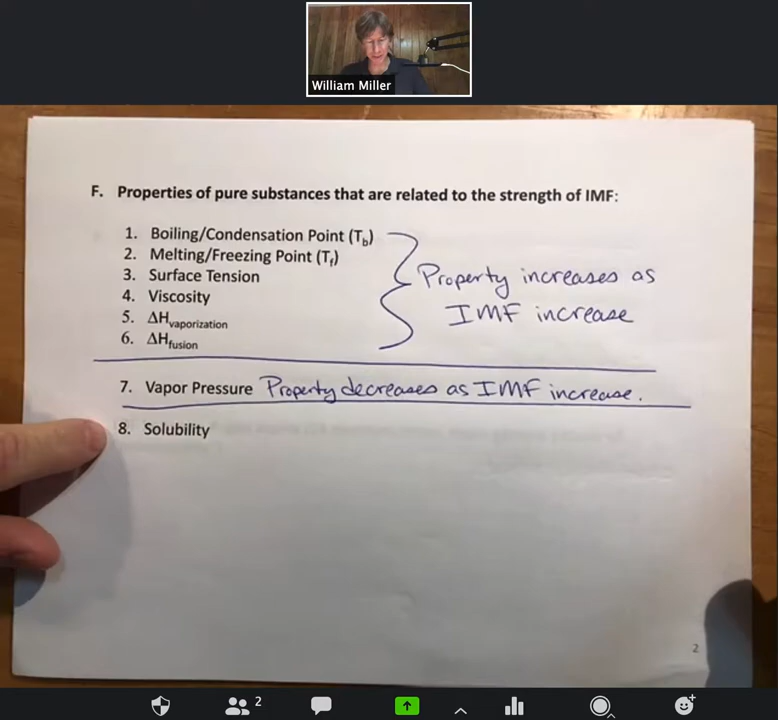 William Miller
F. Properties of pure substances that are related to the strength of IMF:
1. Boiling/Condensation Point (Tb)
2. Melting/Freezing Point (Tf)
3. Surface Tension
4. Viscosity
5. ΔHvaporization
6. ΔHfusion
Property increases as
IMF increase
7. Vapor Pressure Property decreases as IMF increase.
8. Solubility
2
2